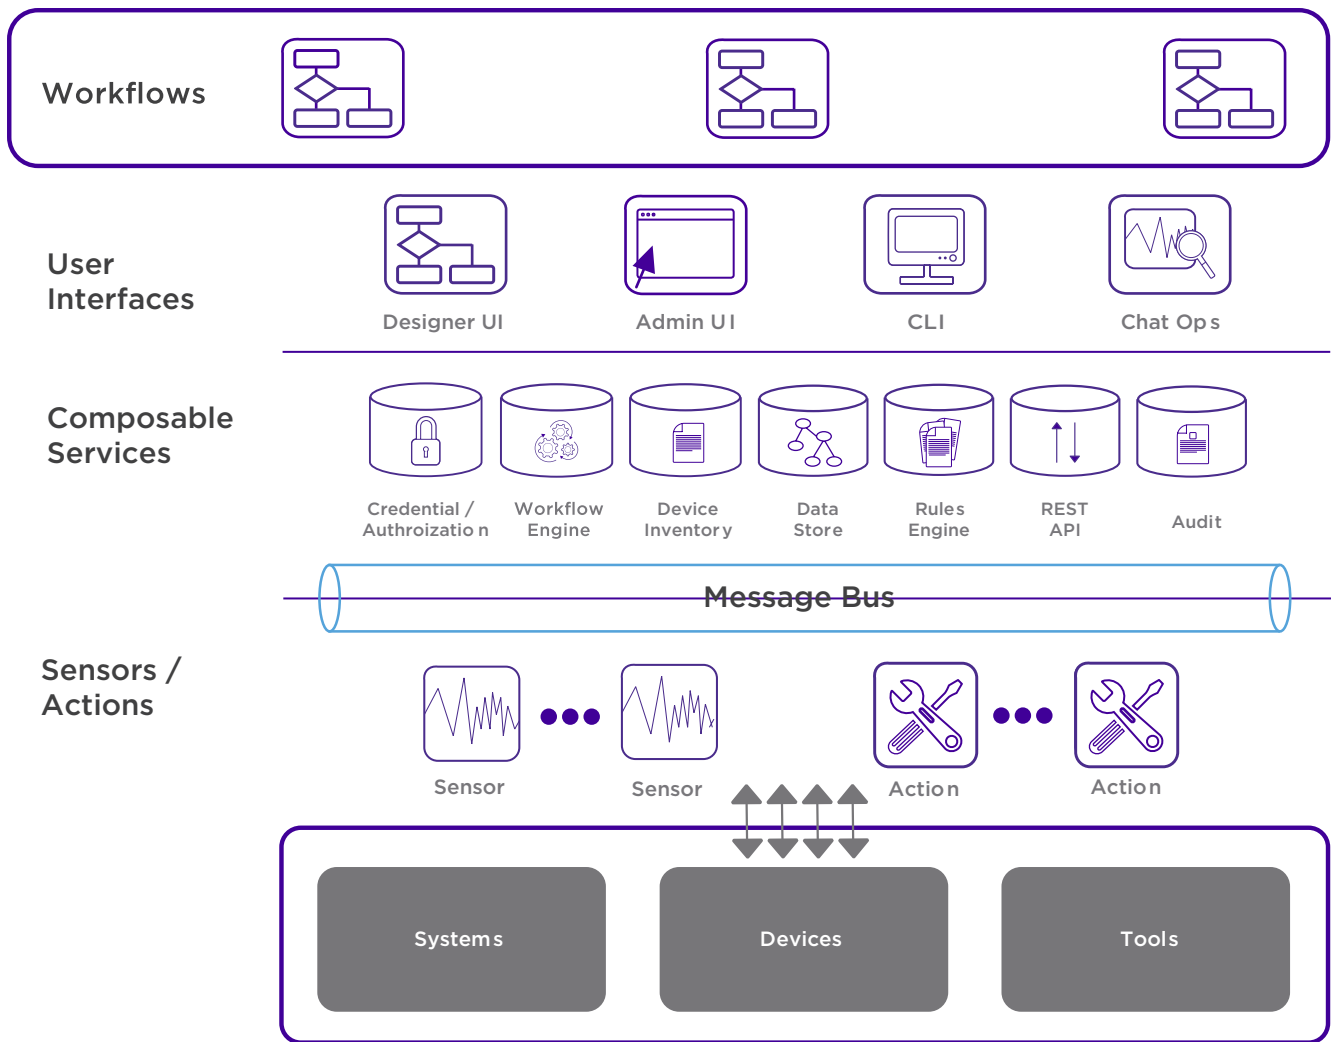 Workflows
User
Interfaces
Designer UI
Admin UI
CLI
Chat Ops
Composable
Services
Credential /
Authroization
Workflow
Engine
Device
Inventory
Data
Store
Rules
Engine
REST
API
Audit
Message Bus
Sensors /
Actions
Sensor
Sensor
Action
Action
Systems
Devices
Tools